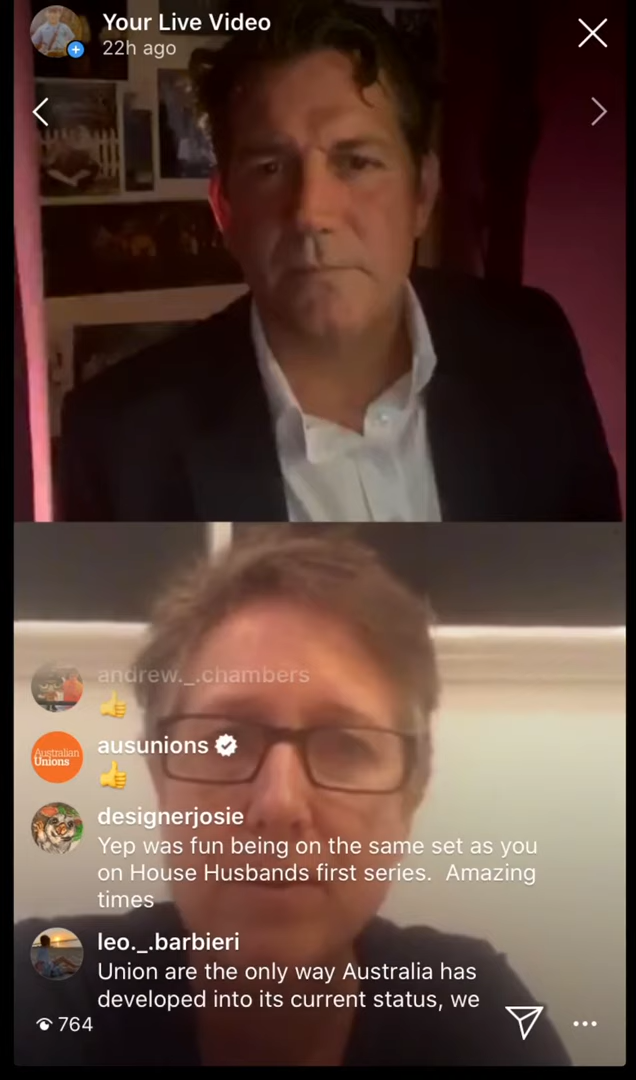 Your Live Video
22h ago
andrew._.chambers
👍
Australian
Unions
ausunions
👍
designerjosie
Yep was fun being on the same set as you
on House Husbands first series.  Amazing
times
leo._.barbieri
Union are the only way Australia has
developed into its current status, we
764